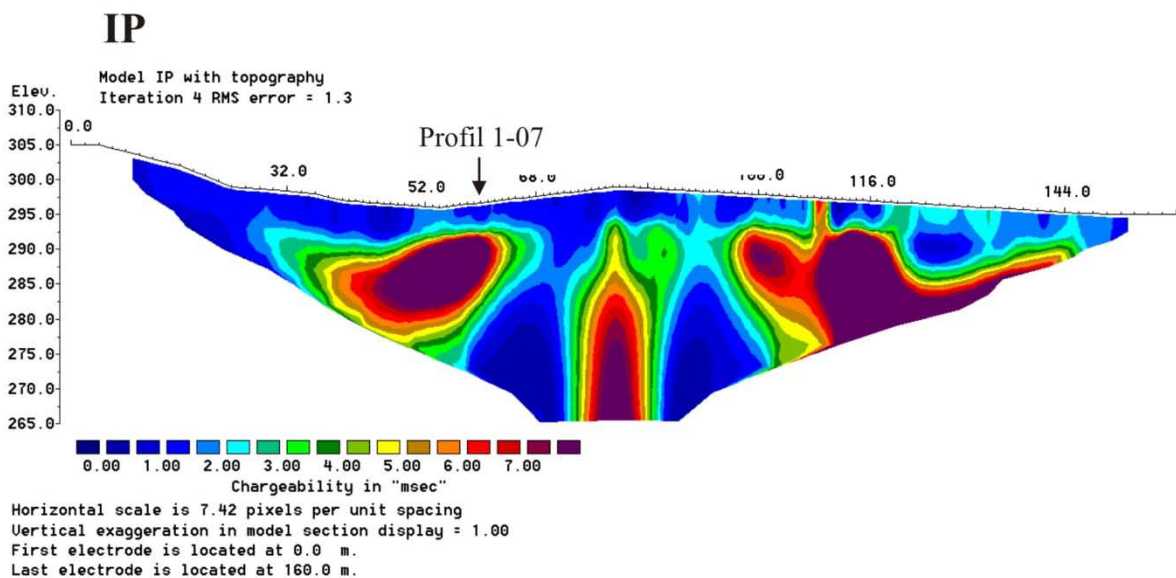 IP
Model IP with topography
Iteration 4 RMS error = 1.3
Elev.
310.0
0.0
305.0
Profil 1-07
300.0
32.0
52.0
68.0
100.0
116.0
144.0
295.0
290.0
285.0
280.0
275.0
270.0
265.0
0.00 1.00 2.00 3.00 4.00 5.00 6.00 7.00
Chargeability in "msec"
Horizontal scale is 7.42 pixels per unit spacing
Vertical exaggeration in model section display = 1.00
First electrode is located at 0.0 m.
Last electrode is located at 160.0 m.